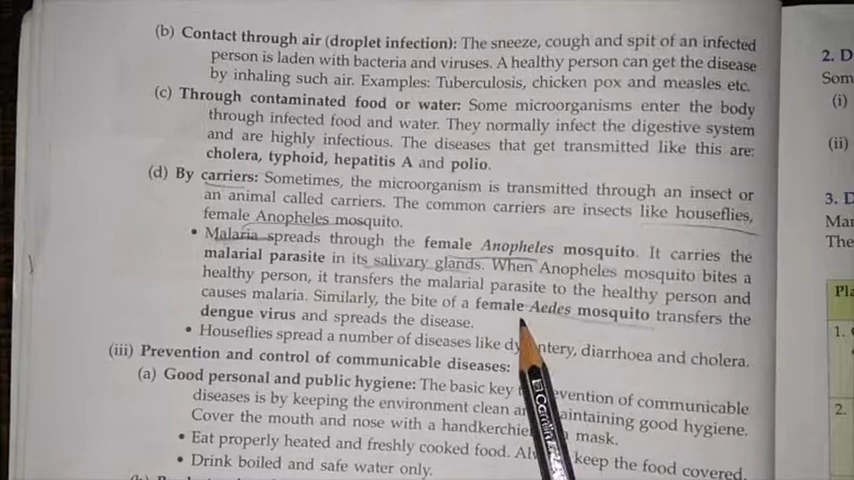 (b) Contact through air (droplet infection): The sneeze, cough and spit of an infected
person is laden with bacteria and viruses. A healthy person can get the disease
by inhaling such air. Examples: Tuberculosis, chicken pox and measles etc.
(c) Through contaminated food or water: Some microorganisms enter the body
through infected food and water. They normally infect the digestive system
and are highly infectious. The diseases that get transmitted like this are:
cholera, typhoid, hepatitis A and polio.
(d) By carriers: Sometimes, the microorganism is transmitted through an insect or
an animal called carriers. The common carriers are insects like houseflies,
female Anopheles mosquito.
• Malaria spreads through the female Anopheles mosquito. It carries the
malarial parasite in its salivary glands. When Anopheles mosquito bites a
healthy person, it transfers the malarial parasite to the healthy person and
causes malaria. Similarly, the bite of a female Aedes mosquito transfers the
dengue virus and spreads the disease.
• Houseflies spread a number of diseases like dy ntery, diarrhoea and cholera.
(iii) Prevention and control of communicable diseases:
(a) Good personal and public hygiene: The basic key evention of communicable
diseases is by keeping the environment clean a aintaining good hygiene.
Cover the mouth and nose with a handkerchie mask.
• Eat properly heated and freshly cooked food. Al keep the food covered.
• Drink boiled and safe water only.
2. D
Som
(i)
(ii)
3. D
Mar
The
Pla
1.
2.